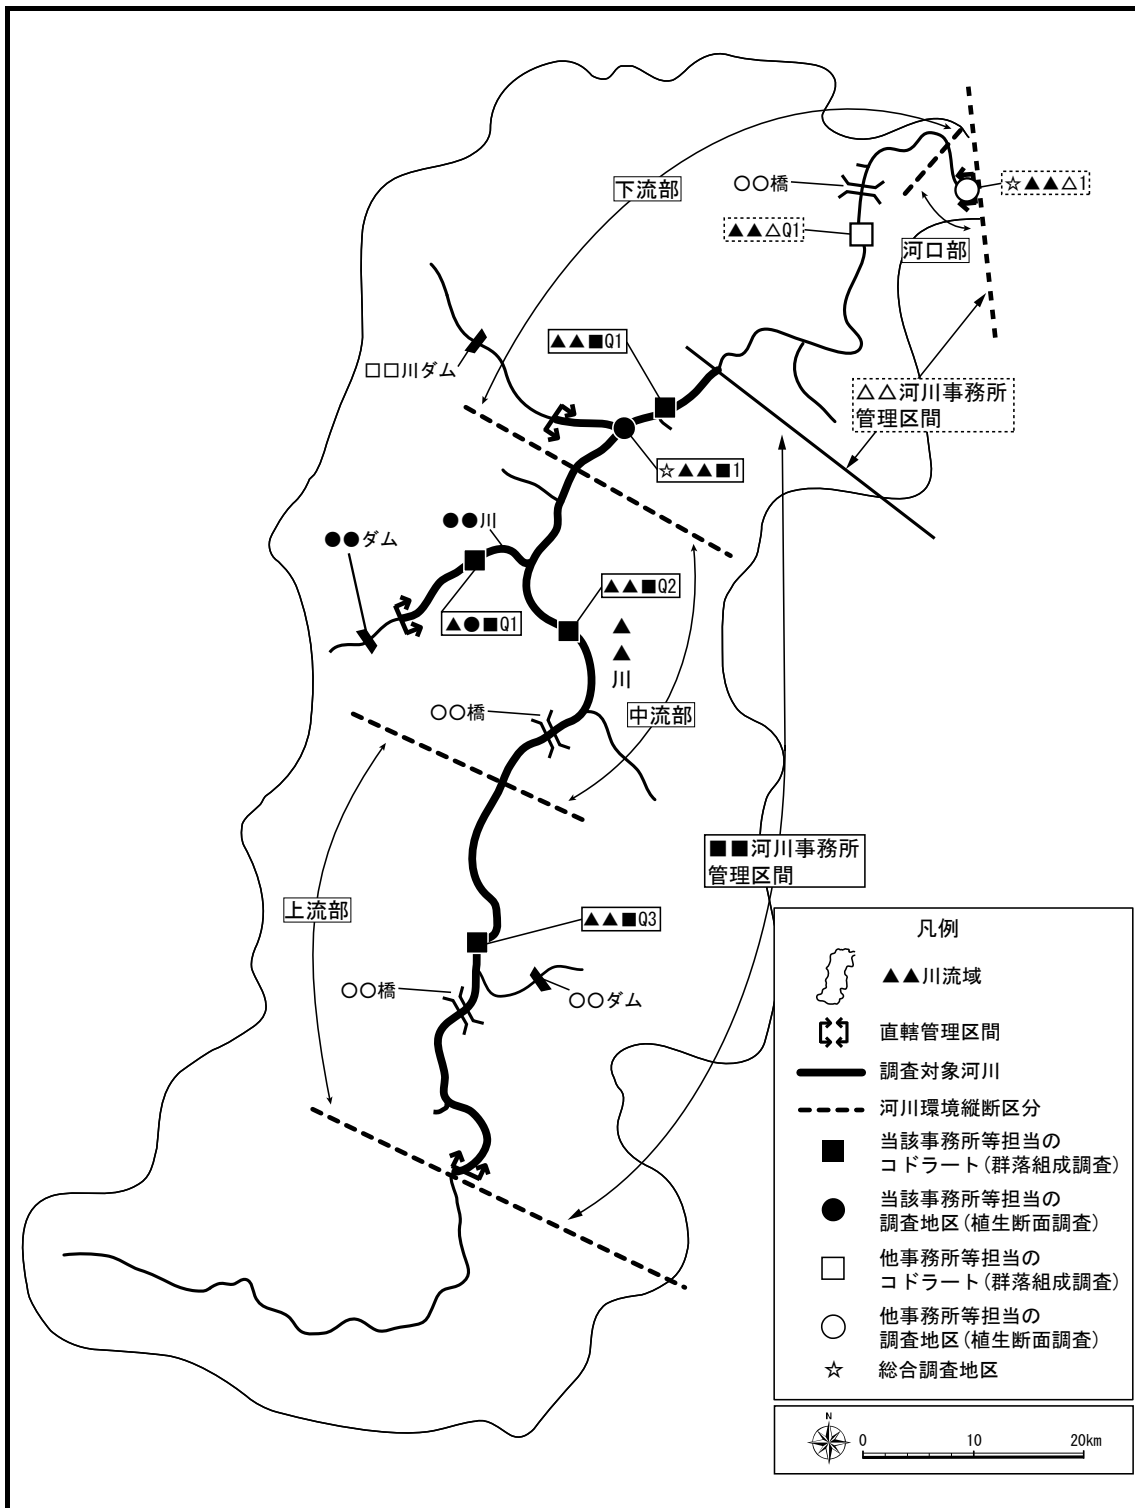 下流部
○○橋
☆▲▲△1
▲▲△Q1
河口部
□□川ダム
▲▲■Q1
△△河川事務所
管理区間
☆▲▲■1
●●川
●●ダム
▲●■Q1
▲▲■Q2
▲▲川
○○橋
中流部
■■河川事務所
管理区間
上流部
▲▲■Q3
○○橋
○○ダム
凡例
▲▲川流域
直轄管理区間
調査対象河川
河川環境縦断区分
当該事務所等担当の
コドラート(群落組成調査)
当該事務所等担当の
調査地区(植生断面調査)
他事務所等担当の
コドラート(群落組成調査)
他事務所等担当の
調査地区(植生断面調査)
☆ 総合調査地区
N
0 10 20km